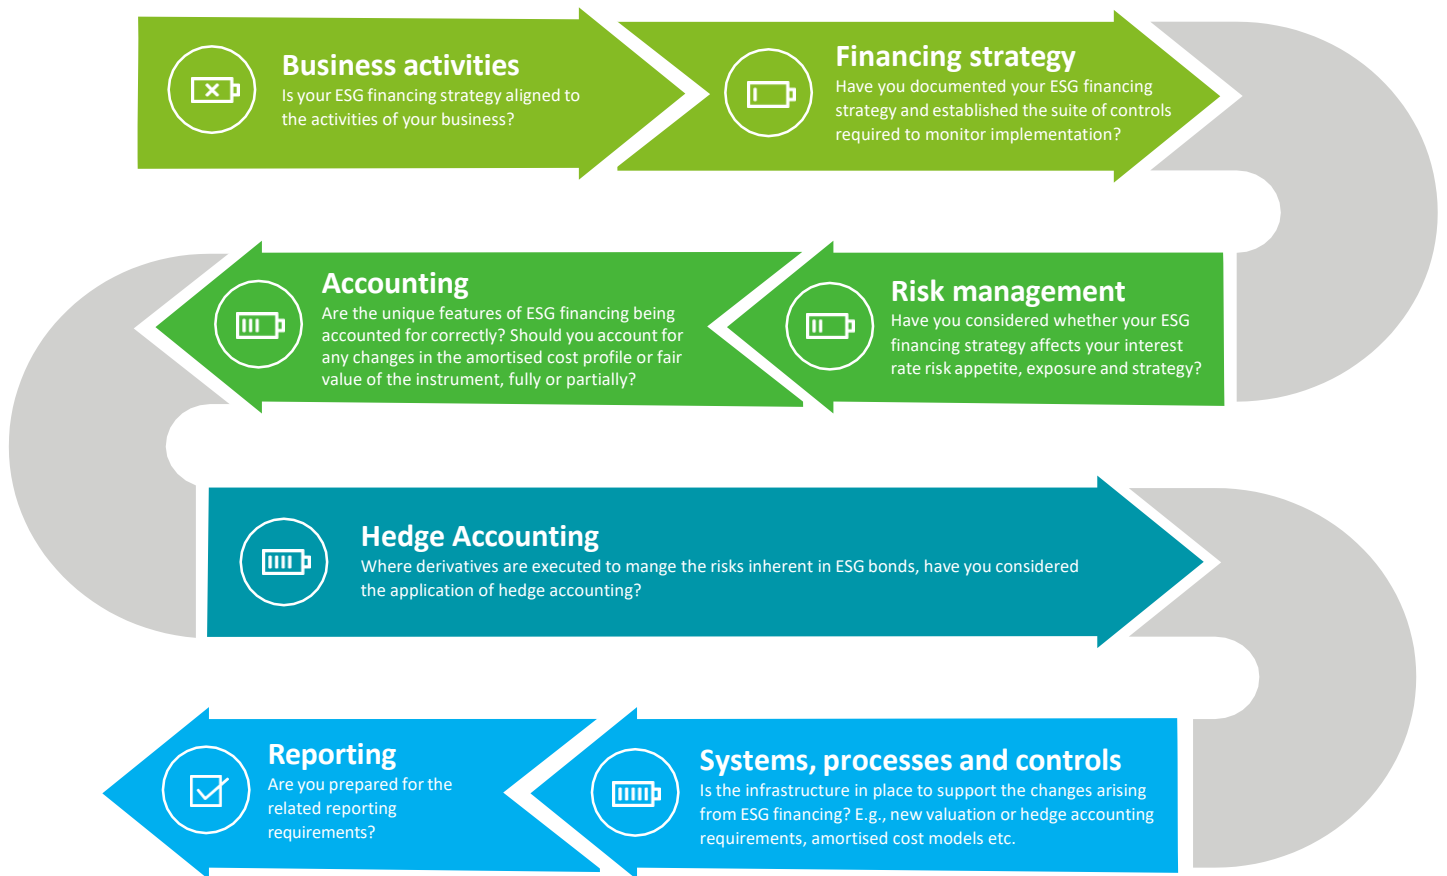 Business activities
Is your ESG financing strategy aligned to
the activities of your business?
Financing strategy
Have you documented your ESG financing
strategy and established the suite of controls
required to monitor implementation?
Risk management
Have you considered whether your ESG
financing strategy affects your interest
rate risk appetite, exposure and strategy?
Accounting
Are the unique features of ESG financing being
accounted for correctly? Should you account for
any changes in the amortised cost profile or fair
value of the instrument, fully or partially?
Hedge Accounting
Where derivatives are executed to mange the risks inherent in ESG bonds, have you considered
the application of hedge accounting?
Systems, processes and controls
Is the infrastructure in place to support the changes arising
from ESG financing? E.g., new valuation or hedge accounting
requirements, amortised cost models etc.
Reporting
Are you prepared for the
related reporting
requirements?